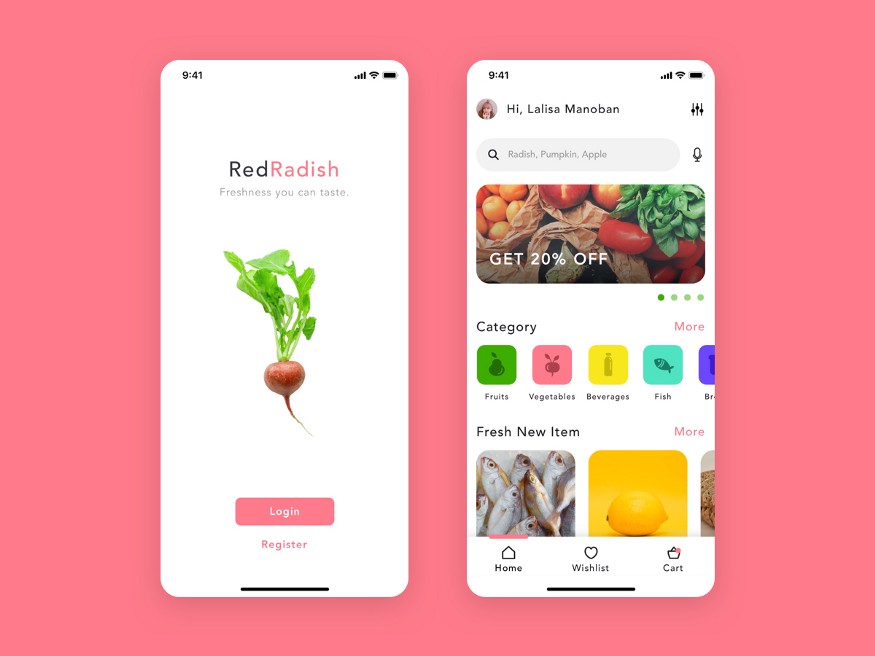 9:41
RedRadish
Freshness you can taste.
Login
Register
9:41
Hi, Lalisa Manoban
Radish, Pumpkin, Apple
GET 20% OFF
Category
More
Fruits
Vegetables
Beverages
Fish
Br
Fresh New Item
More
Home
Wishlist
Cart